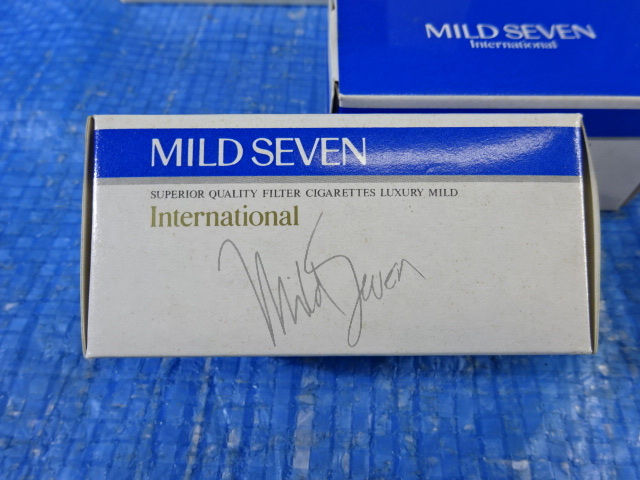 MILD SEVEN
International
MILD SEVEN
SUPERIOR QUALITY FILTER CIGARETTES LUXURY MILD
International
Mild Seven